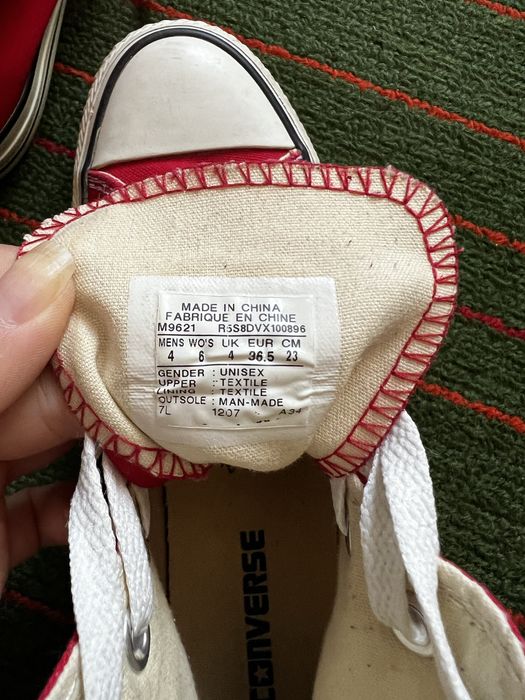 MADE IN CHINA
FABRIQUE EN CHINE
M9621 R5S8DVX100896
MENS WO'S UK EUR CM
4 6 4 36.5 23
GENDER : UNISEX
UPPER : TEXTILE
LINING : TEXTILE
OUTSOLE : MAN-MADE
7L 1207 A34
CONVERSE